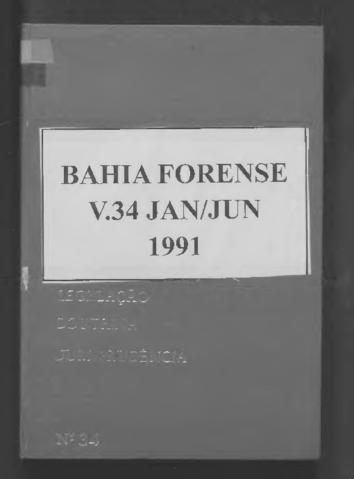 BAHIA FORENSE
V.34 JAN/JUN
1991
LEGISLAÇÃO
DOUTRINA
JURISPRUDÊNCIA
Nº 34